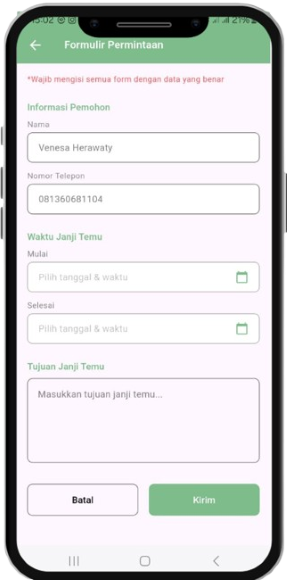 15:02
21%
Formulir Permintaan
*Wajib mengisi semua form dengan data yang benar
Informasi Pemohon
Nama
Venesa Herawaty
Nomor Telepon
081360681104
Waktu Janji Temu
Mulai
Pilih tanggal & waktu
Selesai
Pilih tanggal & waktu
Tujuan Janji Temu
Masukkan tujuan janji temu...
Batal
Kirim